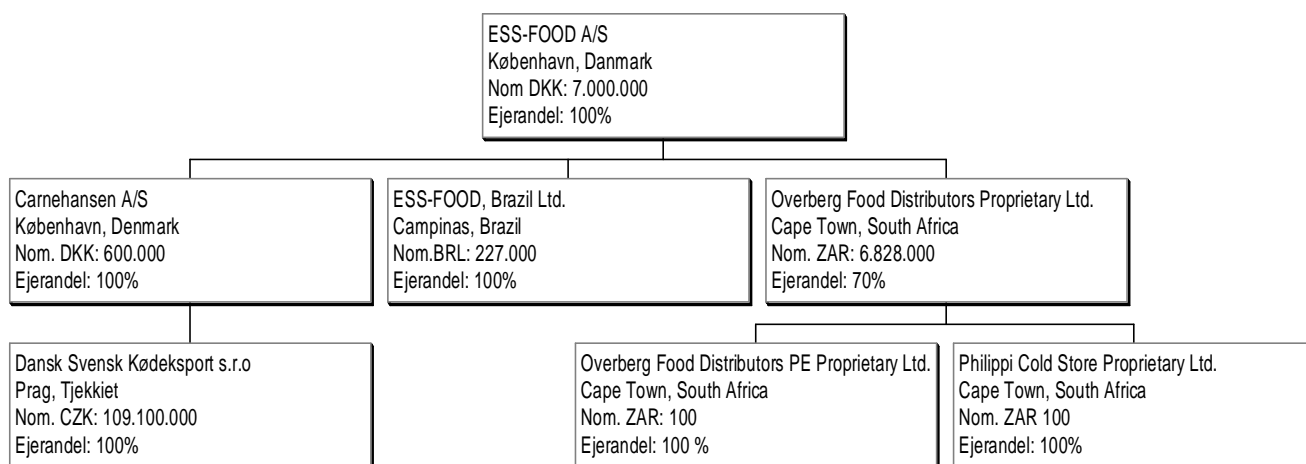 ESS-FOOD A/S
København, Danmark
Nom DKK: 7.000.000
Ejerandel: 100%
Carnehansen A/S
København, Denmark
Nom. DKK: 600.000
Ejerandel: 100%
ESS-FOOD, Brazil Ltd.
Campinas, Brazil
Nom.BRL: 227.000
Ejerandel: 100%
Overberg Food Distributors Proprietary Ltd.
Cape Town, South Africa
Nom. ZAR: 6.828.000
Ejerandel: 70%
Dansk Svensk Kødeksport s.r.o
Prag, Tjekkiet
Nom. CZK: 109.100.000
Ejerandel: 100%
Overberg Food Distributors PE Proprietary Ltd.
Cape Town, South Africa
Nom. ZAR: 100
Ejerandel: 100 %
Philippi Cold Store Proprietary Ltd.
Cape Town, South Africa
Nom. ZAR 100
Ejerandel: 100%